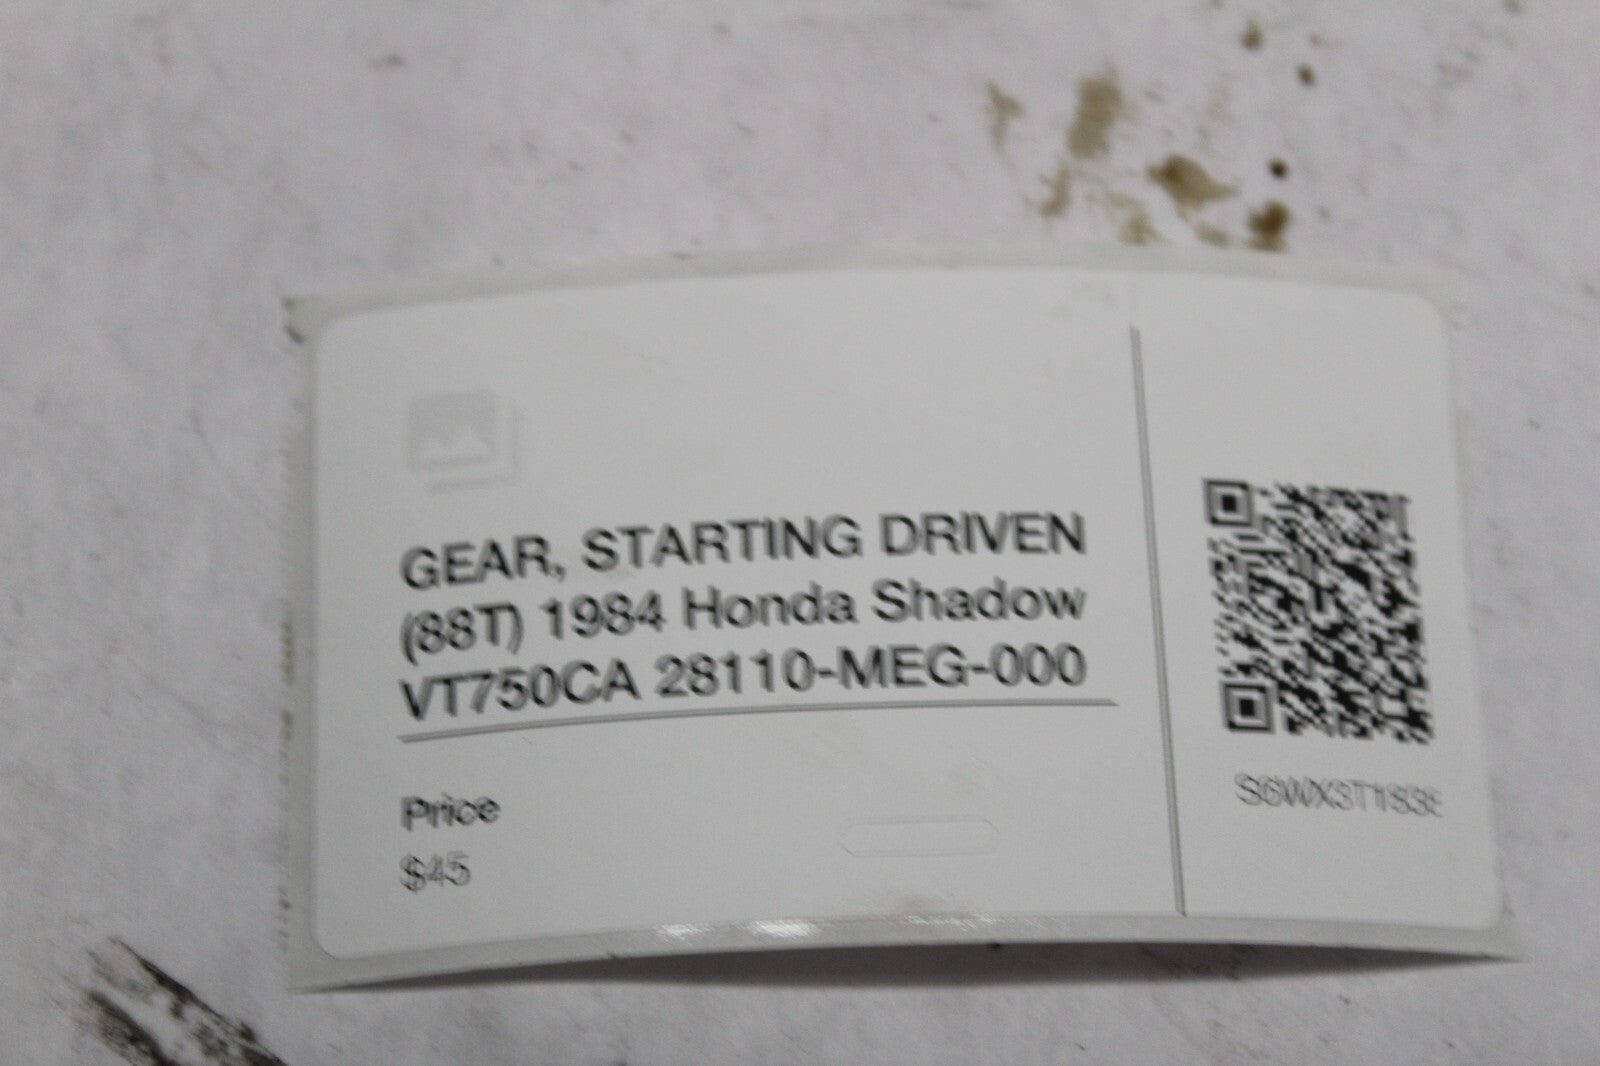 GEAR, STARTING DRIVEN
(88T) 1984 Honda Shadow
VT750CA 28110-MEG-000
Price
$45